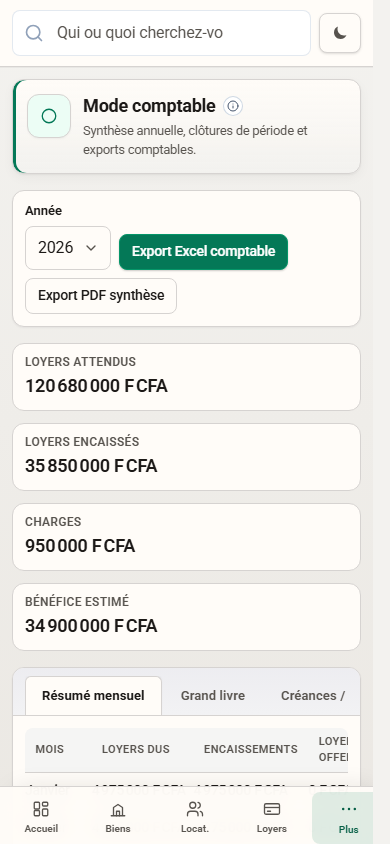 Qui ou quoi cherchez-vo
Mode comptable
Synthèse annuelle, clôtures de période et
exports comptables.
Année
2026
Export Excel comptable
Export PDF synthèse
LOYERS ATTENDUS
120 680 000 F CFA
LOYERS ENCAISSÉS
35 850 000 F CFA
CHARGES
950 000 F CFA
BÉNÉFICE ESTIMÉ
34 900 000 F CFA
Résumé mensuel Grand livre Créances /
MOIS LOYERS DUS ENCAISSEMENTS LOYE
OFFE
Accueil Biens Locat. Loyers Plus